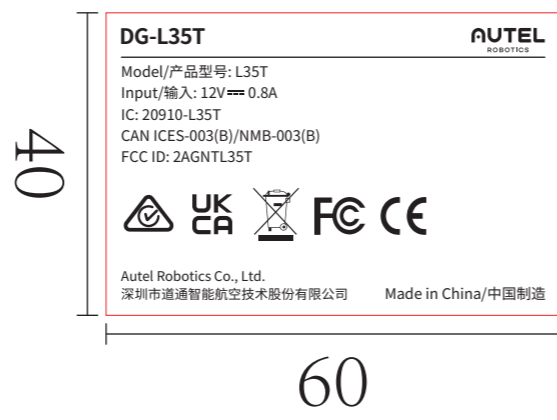 DG-L35T
AUTEL
ROBOTICS
Model/产品型号: L35T
Input/输入: 12V⎓0.8A
IC: 20910-L35T
CAN ICES-003(B)/NMB-003(B)
FCC ID: 2AGNTL35T
UK
CA
FC
CE
Autel Robotics Co., Ltd.
深圳市道通智能航空技术股份有限公司
Made in China/中国制造
40
60